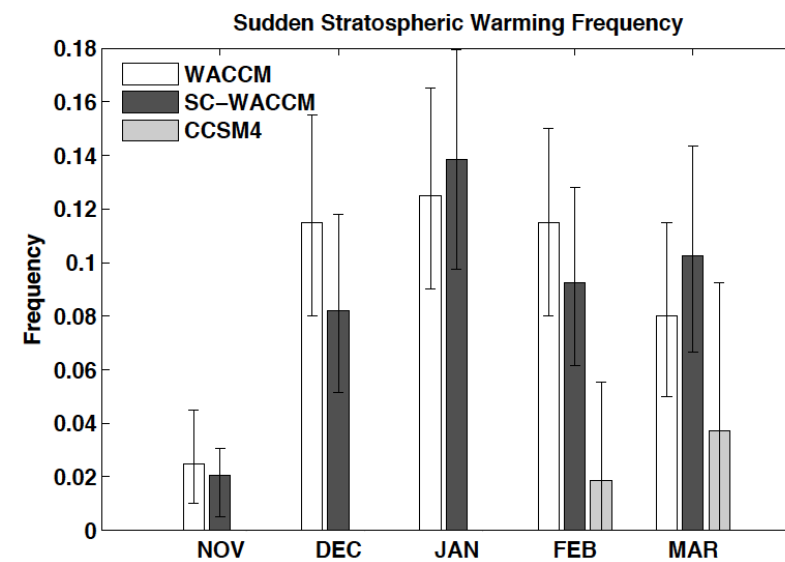 Sudden Stratospheric Warming Frequency
0.18
0.16
0.14
0.12
0.1
0.08
0.06
0.04
0.02
0
Frequency
WACCM
SC-WACCM
CCSM4
NOV DEC JAN FEB MAR